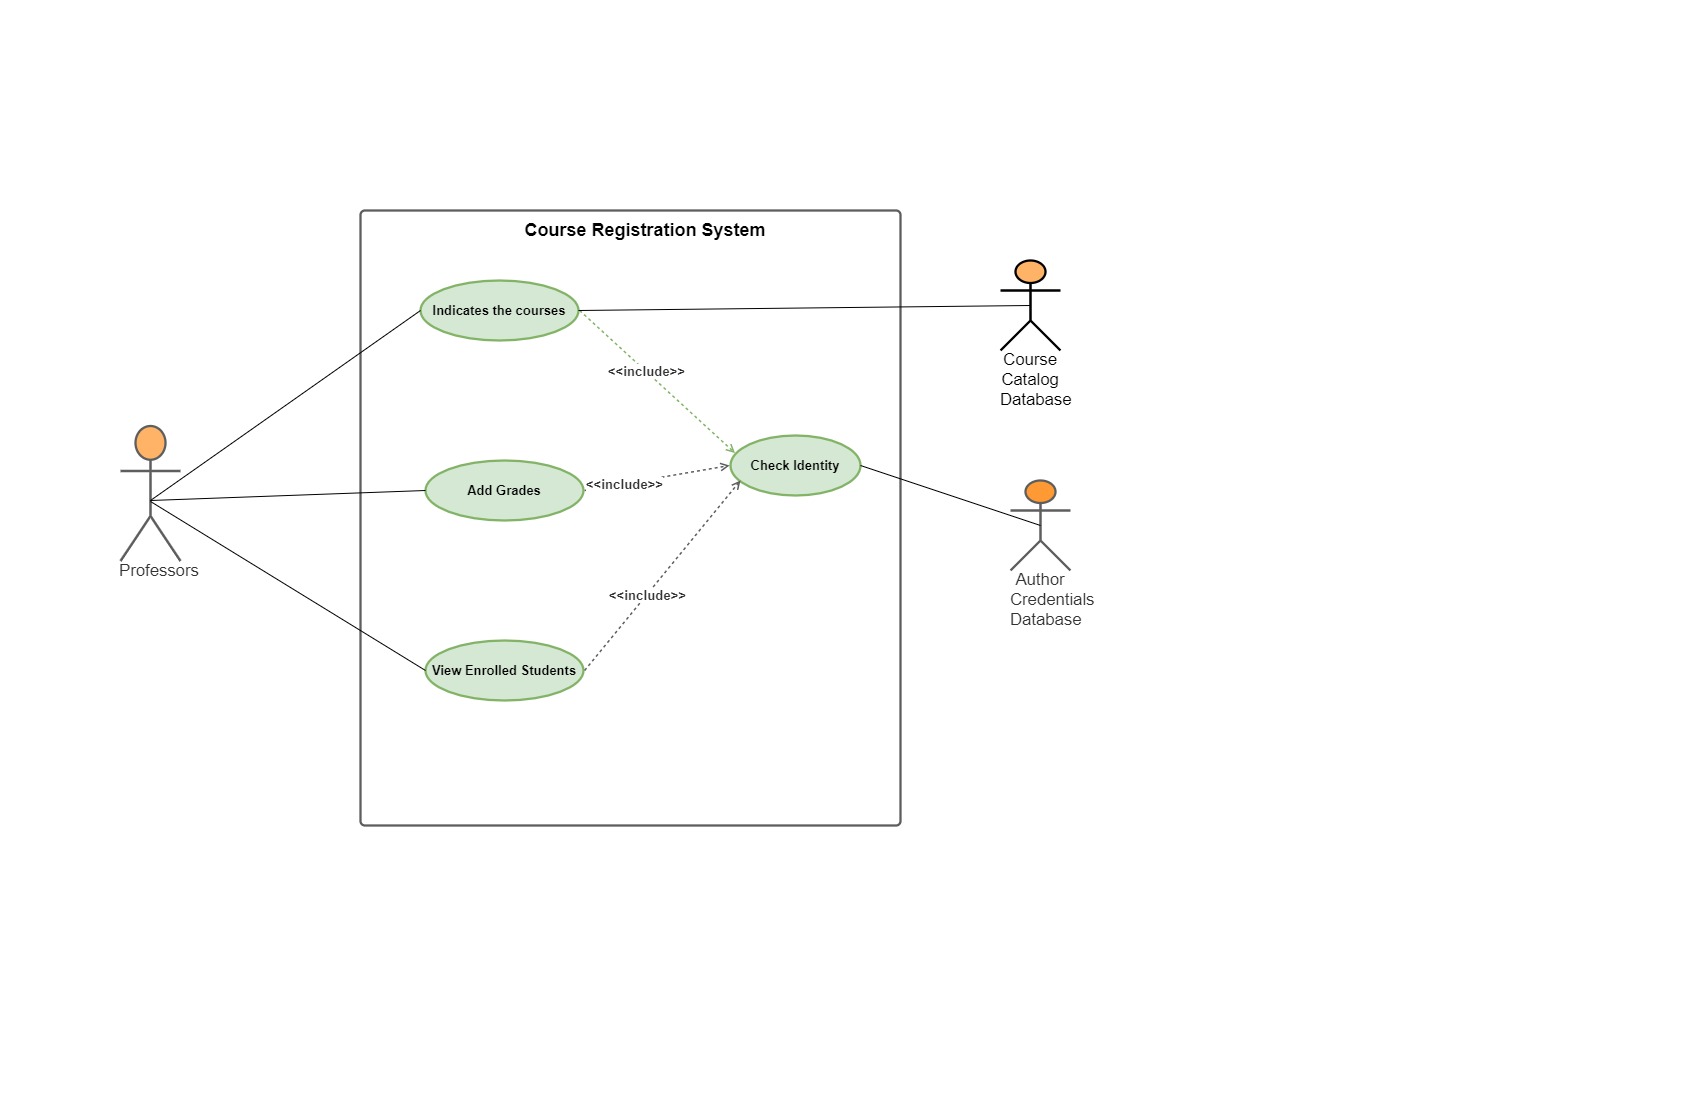 Course Registration System
Indicates the courses
<<include>>
Course
Catalog
Database
Professors
Add Grades
<<include>>
Check Identity
Author
Credentials
Database
<<include>>
View Enrolled Students